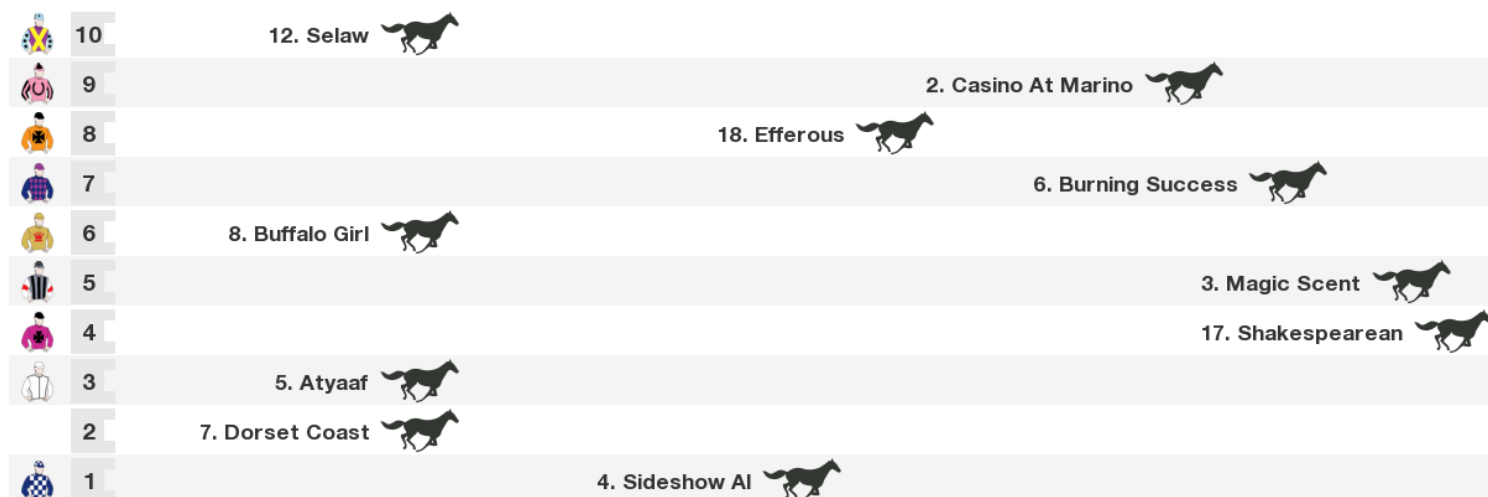 10 12. Selaw
9 2. Casino At Marino
8 18. Efferous
7 6. Burning Success
6 8. Buffalo Girl
5 3. Magic Scent
4 17. Shakespearean
3 5. Atyaaf
2 7. Dorset Coast
1 4. Sideshow Al